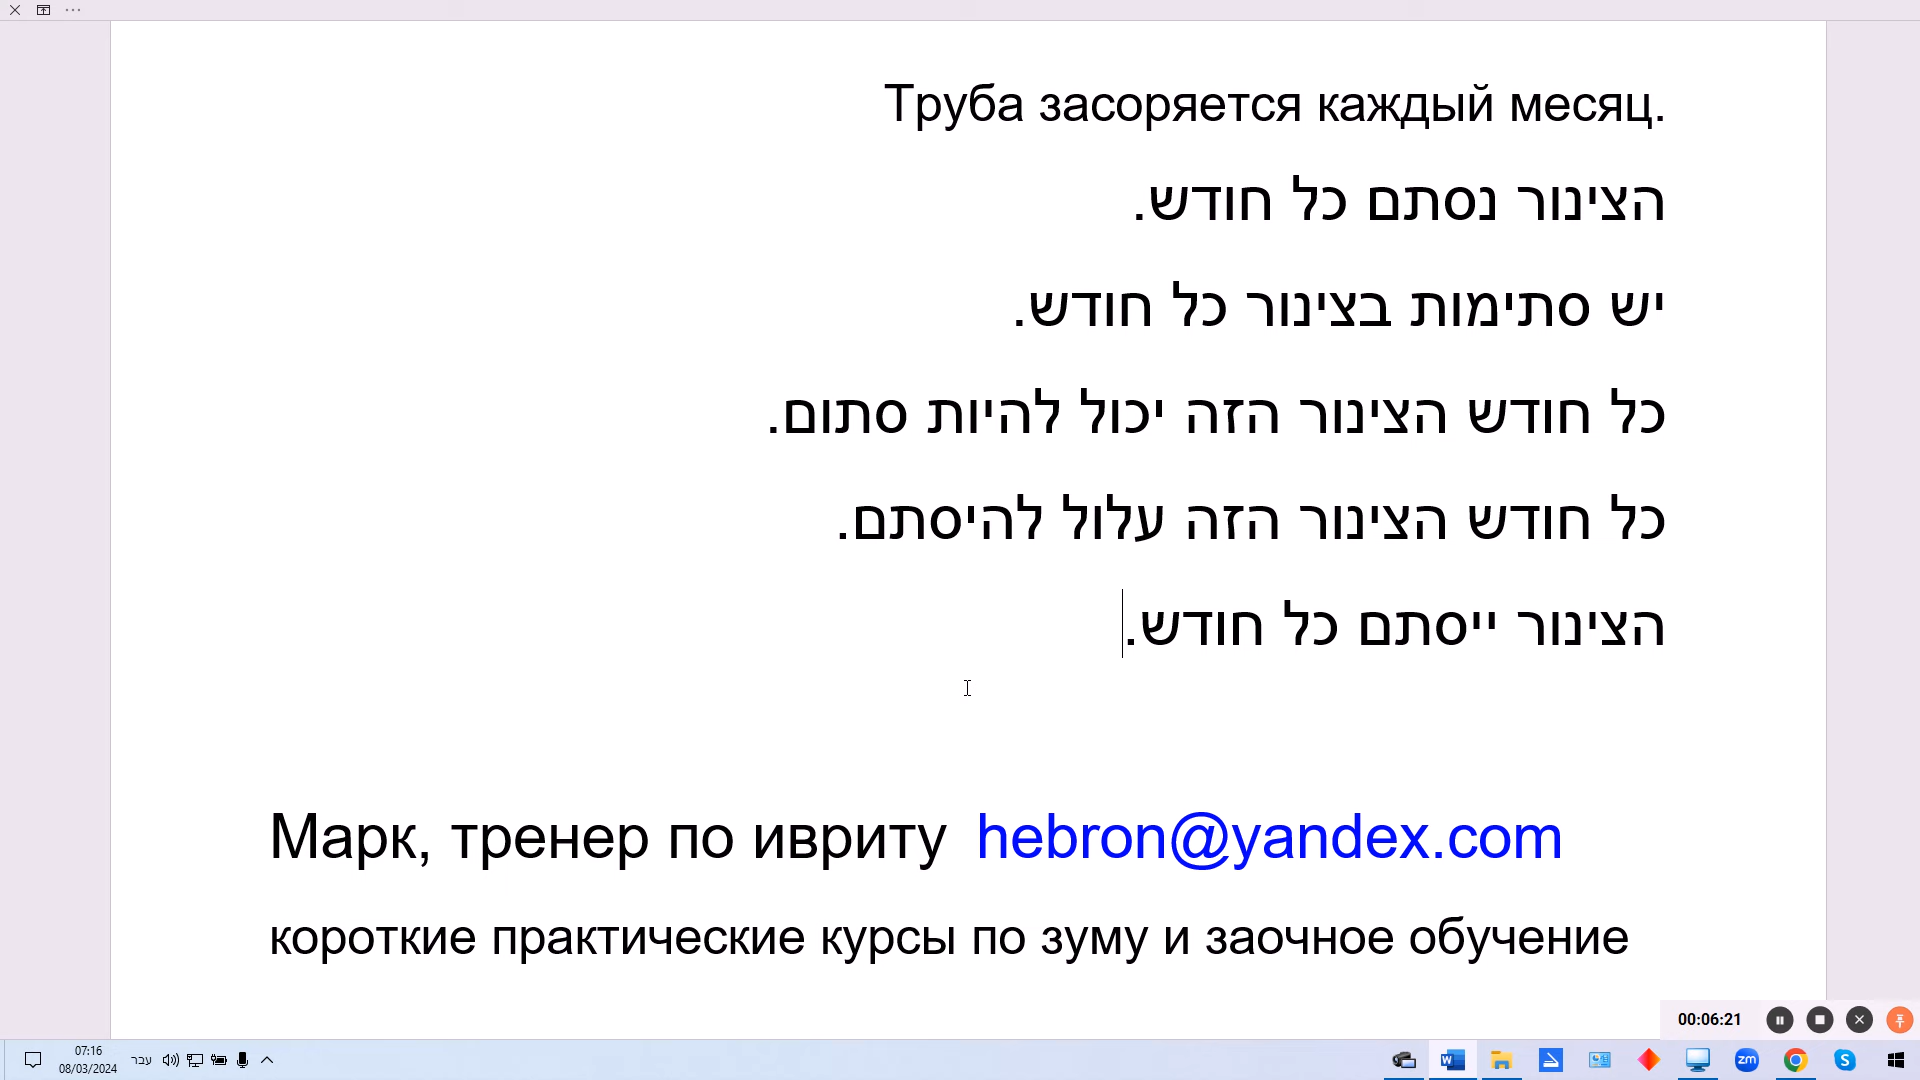 Труба засоряется каждый месяц.
הצינור נסתם כל חודש.
יש סתימות בצינור כל חודש.
כל חודש הצינור הזה יכול להיות סתום.
כל חודש הצינור הזה עלול להיסתם.
הצינור ייסתם כל חודש.
Марк, тренер по ивриту hebron@yandex.com
короткие практические курсы по зуму и заочное обучение
00:06:21
07:16
08/03/2024
עבר
W
zm
S